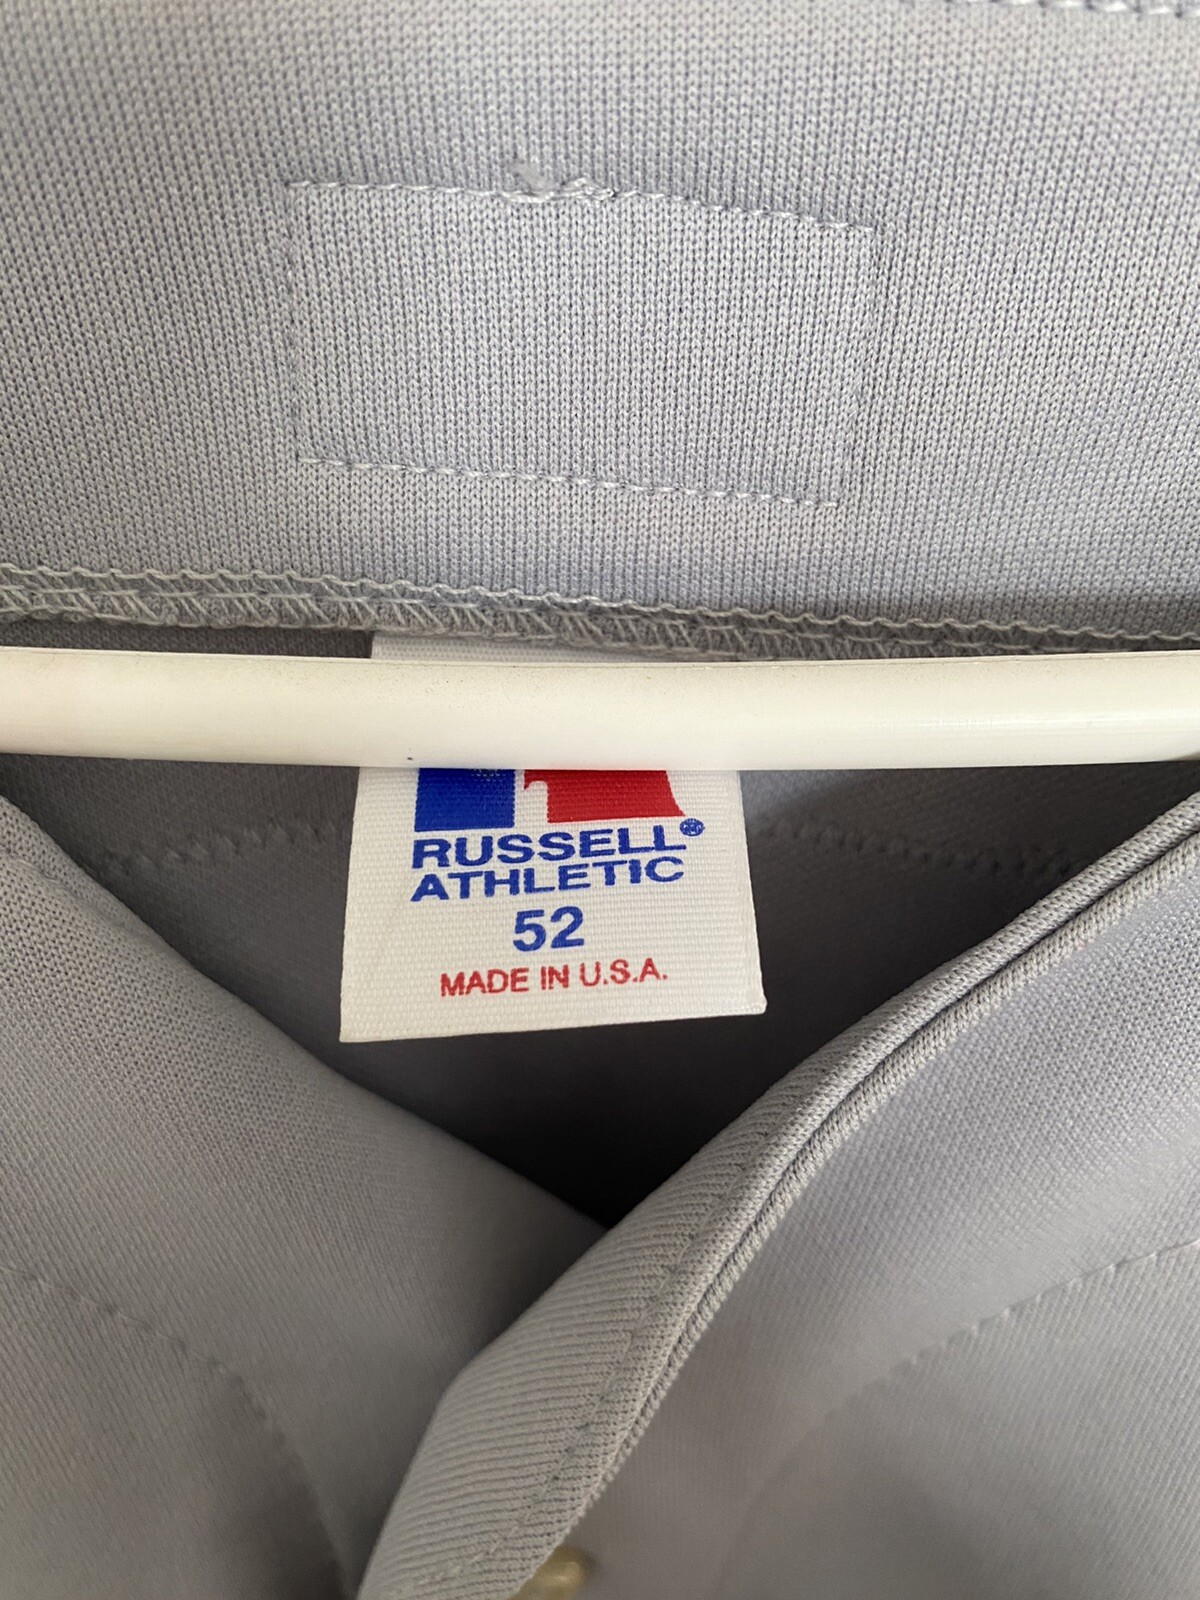 RUSSELL®
ATHLETIC
52
MADE IN U.S.A.